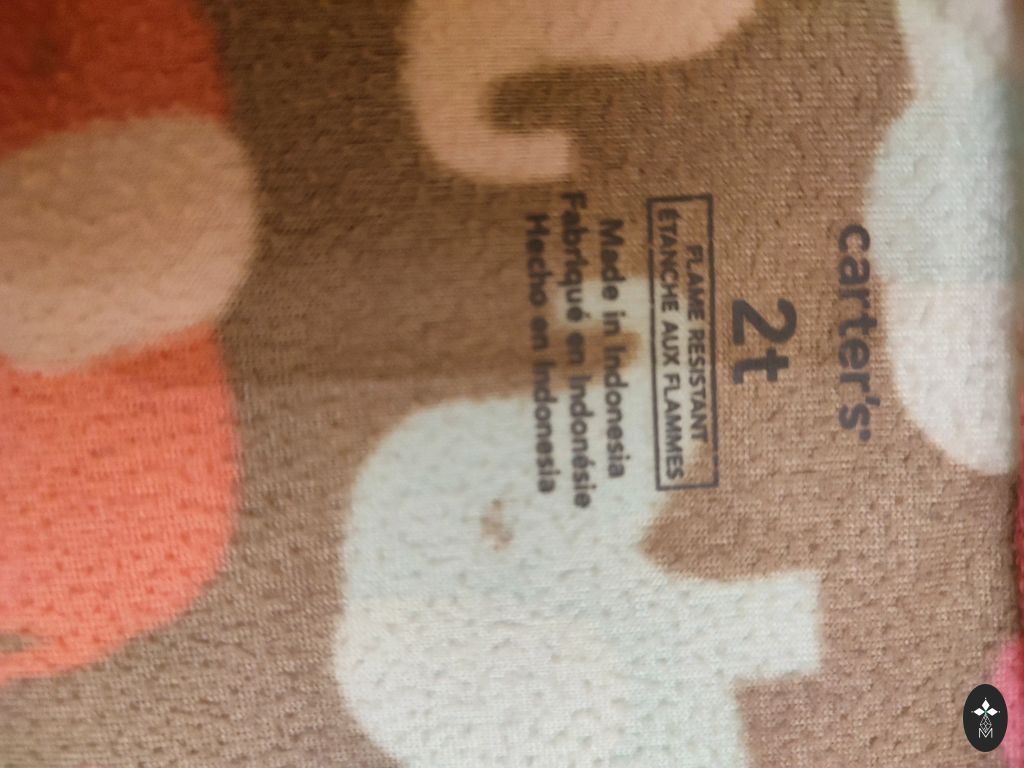 carter's
2t
FLAME RESISTANT
ÉTANCHE AUX FLAMMES
Made in Indonesia
Fabriqué en Indonésie
Hecho en Indonesia
M